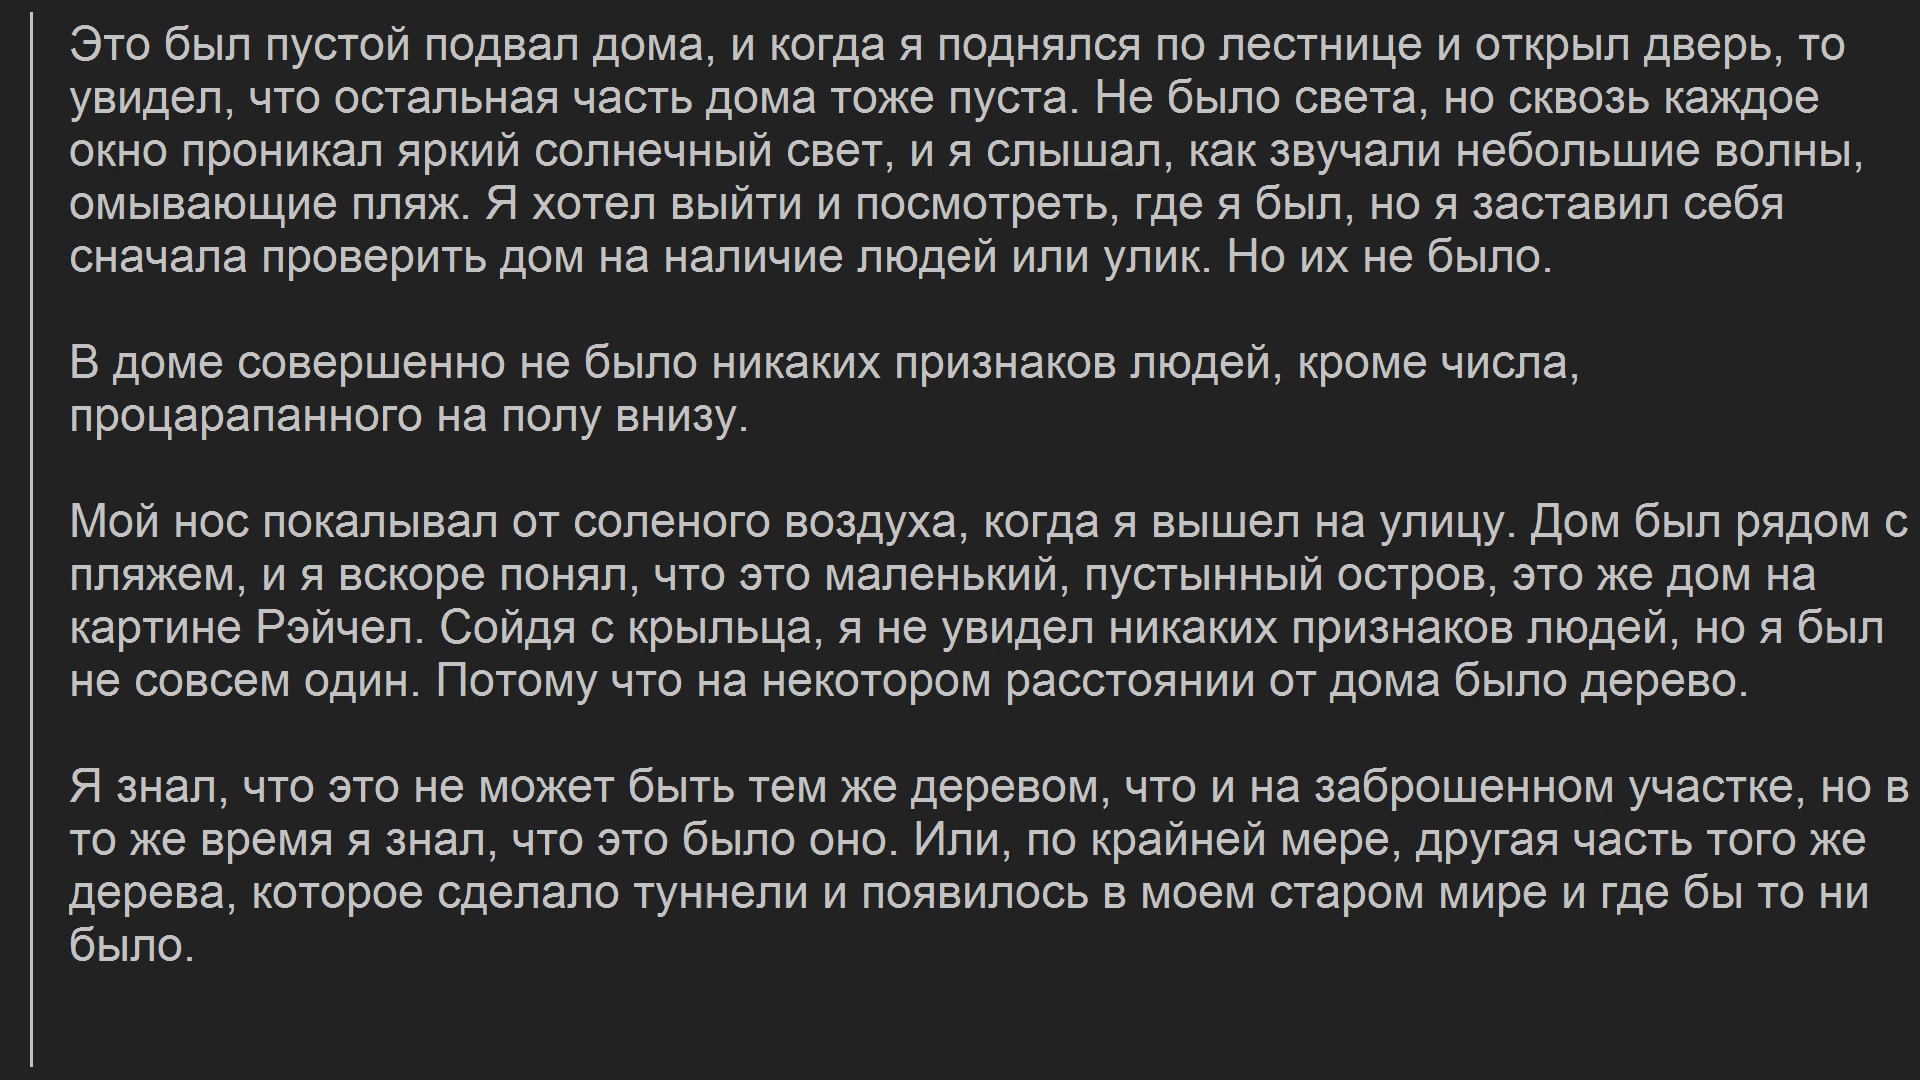 Это был пустой подвал дома, и когда я поднялся по лестнице и открыл дверь, то
увидел, что остальная часть дома тоже пуста. Не было света, но сквозь каждое
окно проникал яркий солнечный свет, и я слышал, как звучали небольшие волны,
омывающие пляж. Я хотел выйти и посмотреть, где я был, но я заставил себя
сначала проверить дом на наличие людей или улик. Но их не было.
В доме совершенно не было никаких признаков людей, кроме числа,
процарапанного на полу внизу.
Мой нос покалывал от соленого воздуха, когда я вышел на улицу. Дом был рядом с
пляжем, и я вскоре понял, что это маленький, пустынный остров, это же дом на
картине Рэйчел. Сойдя с крыльца, я не увидел никаких признаков людей, но я был
не совсем один. Потому что на некотором расстоянии от дома было дерево.
Я знал, что это не может быть тем же деревом, что и на заброшенном участке, но в
то же время я знал, что это было оно. Или, по крайней мере, другая часть того же
дерева, которое сделало туннели и появилось в моем старом мире и где бы то ни
было.